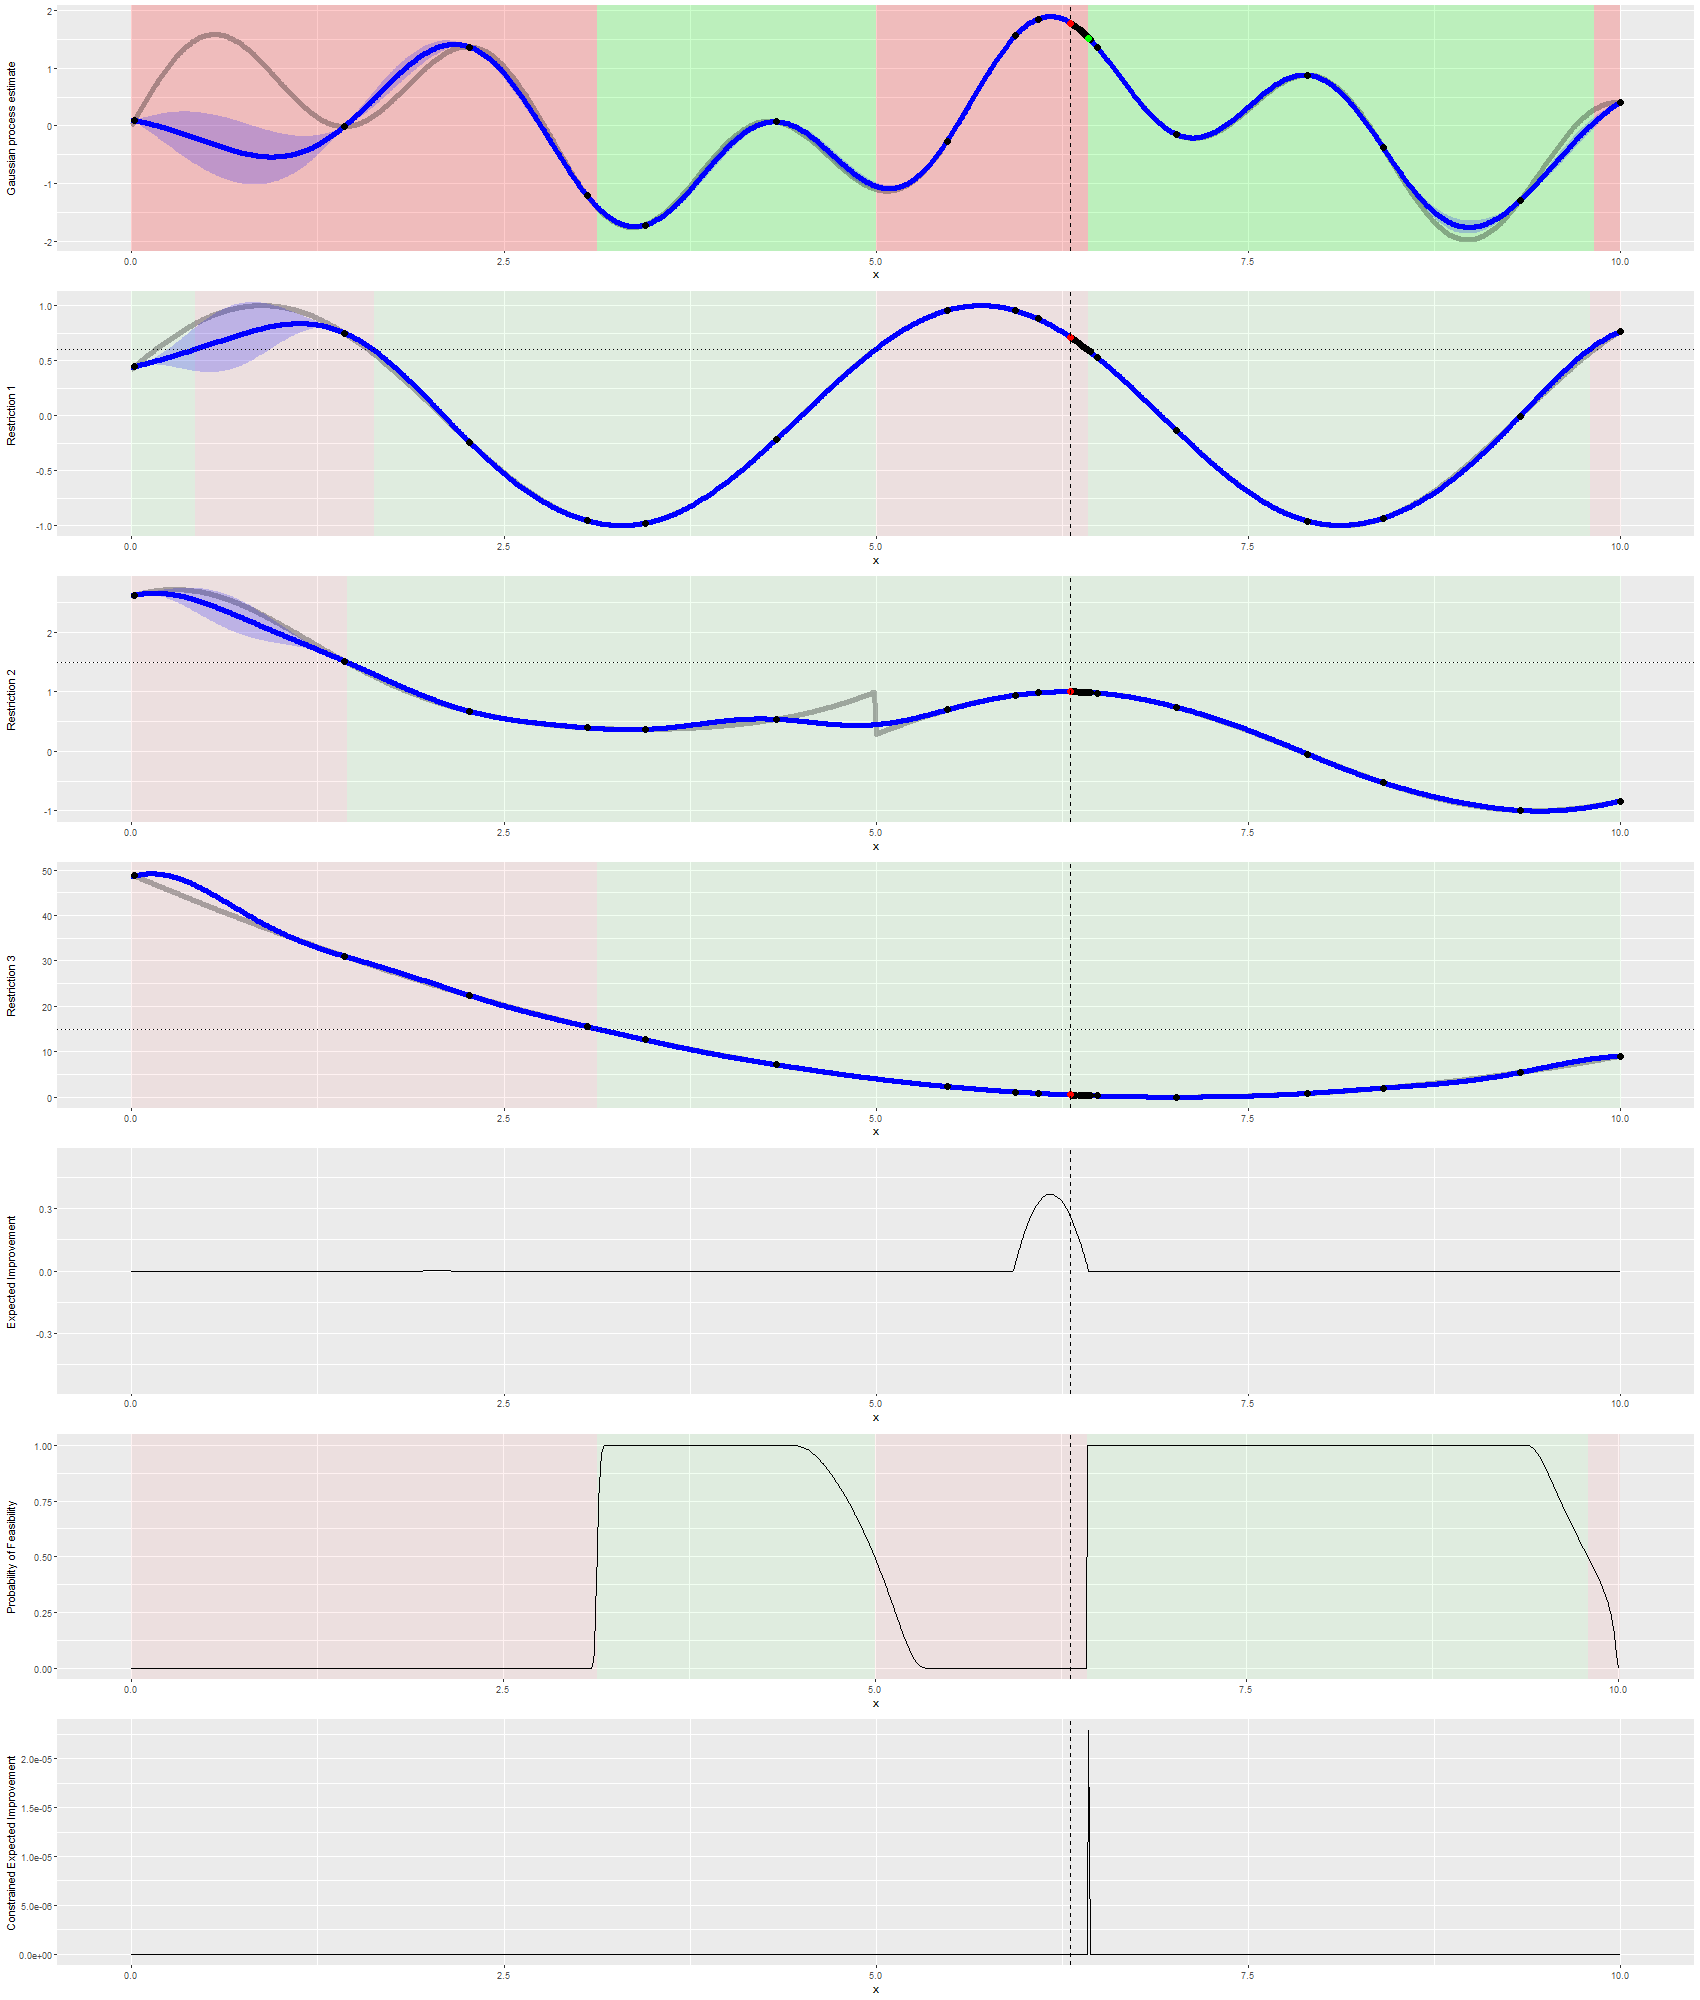 Gaussian process estimate
2
1
0
-1
-2
0.0 2.5 5.0 7.5 10.0
x
Restriction 1
1.0
0.5
0.0
-0.5
-1.0
0.0 2.5 5.0 7.5 10.0
x
Restriction 2
2
1
0
-1
0.0 2.5 5.0 7.5 10.0
x
Restriction 3
50
40
30
20
10
0
0.0 2.5 5.0 7.5 10.0
x
Expected Improvement
0.3
0.0
-0.3
0.0 2.5 5.0 7.5 10.0
x
Probability of Feasibility
1.00
0.75
0.50
0.25
0.00
0.0 2.5 5.0 7.5 10.0
x
Constrained Expected Improvement
2.0e-05
1.5e-05
1.0e-05
5.0e-06
0.0e+00
0.0 2.5 5.0 7.5 10.0
x